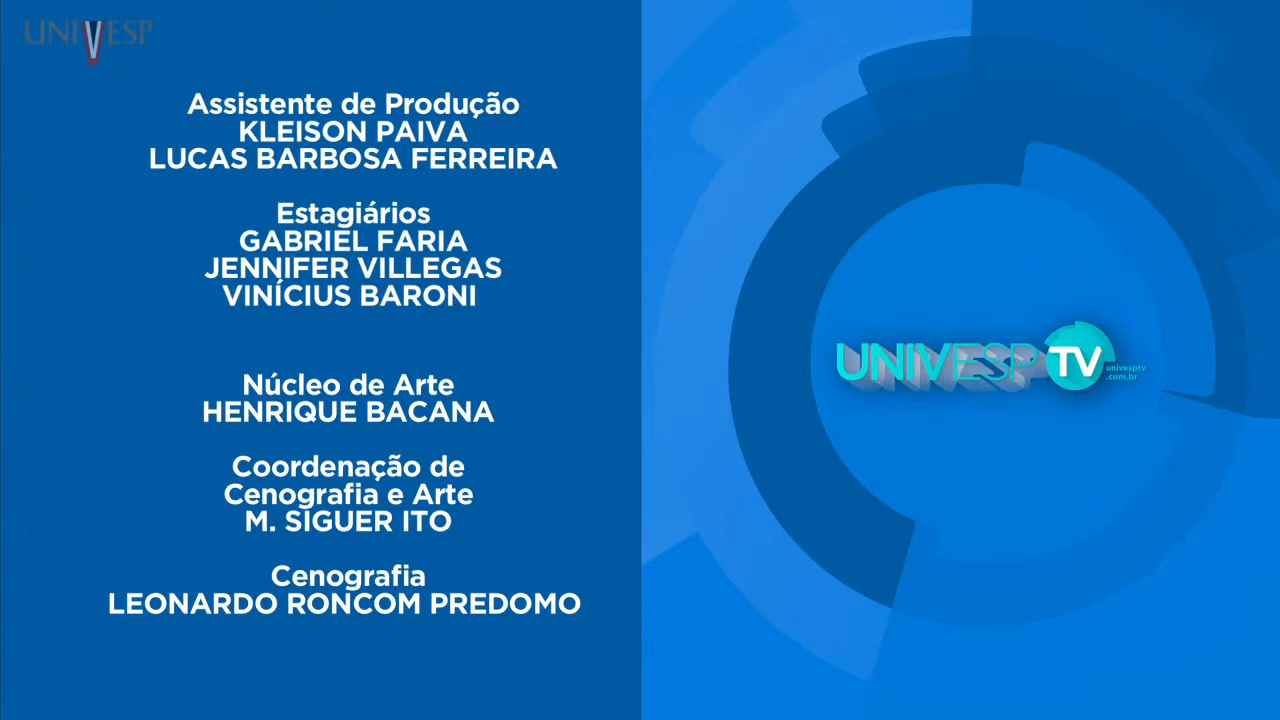 UNIVESP
Assistente de Produção
KLEISON PAIVA
LUCAS BARBOSA FERREIRA
Estagiários
GABRIEL FARIA
JENNIFER VILLEGAS
VINÍCIUS BARONI
Núcleo de Arte
HENRIQUE BACANA
Coordenação de
Cenografia e Arte
M. SIGUER ITO
Cenografia
LEONARDO RONCOM PREDOMO
UNIVESP TV
univesptv
.com.br